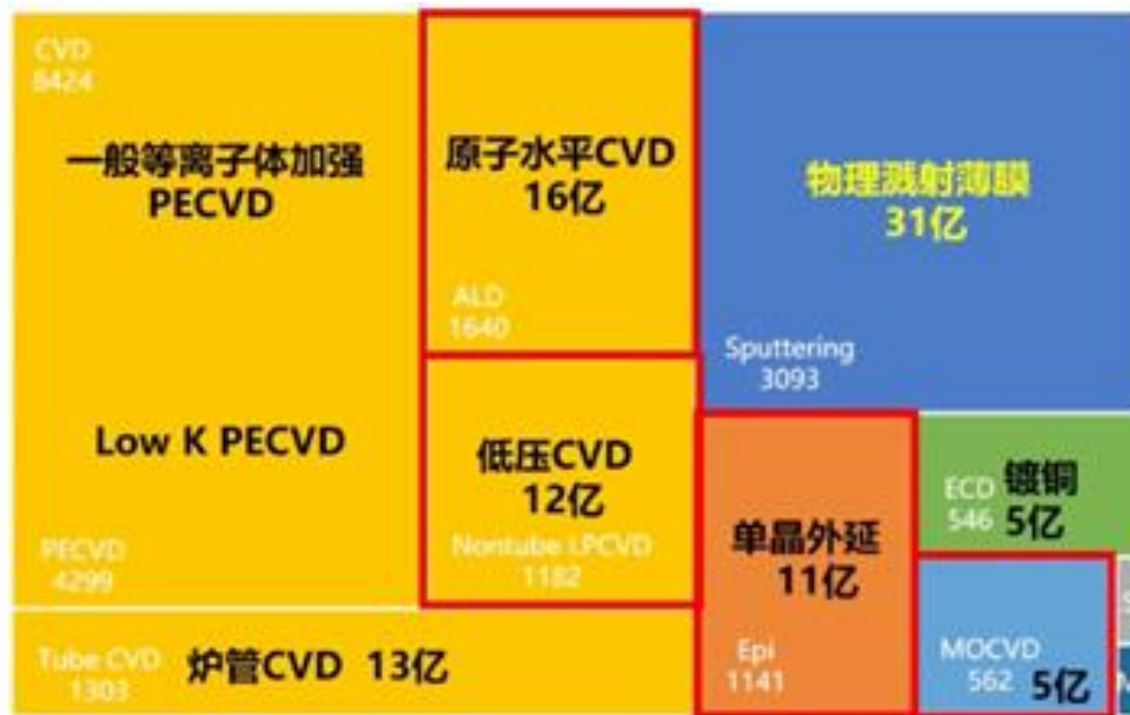 CVD
8424
一般等离子体加强
PECVD
Low K PECVD
PECVD
4299
原子水平CVD
16亿
ALD
1640
低压CVD
12亿
Nontube LPCVD
1182
Tube CVD
1303
炉管CVD 13亿
物理溅射薄膜
31亿
Sputtering
3093
单晶外延
11亿
Epi
1141
ECD 镀铜
546 5亿
MOCVD
562 5亿